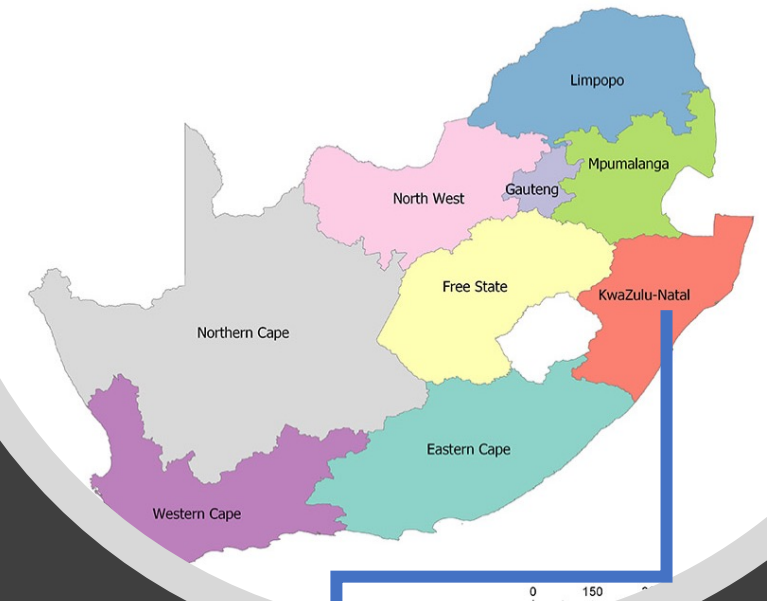 Limpopo
Mpumalanga
Gauteng
North West
Free State
KwaZulu-Natal
Northern Cape
Eastern Cape
Western Cape
0 150